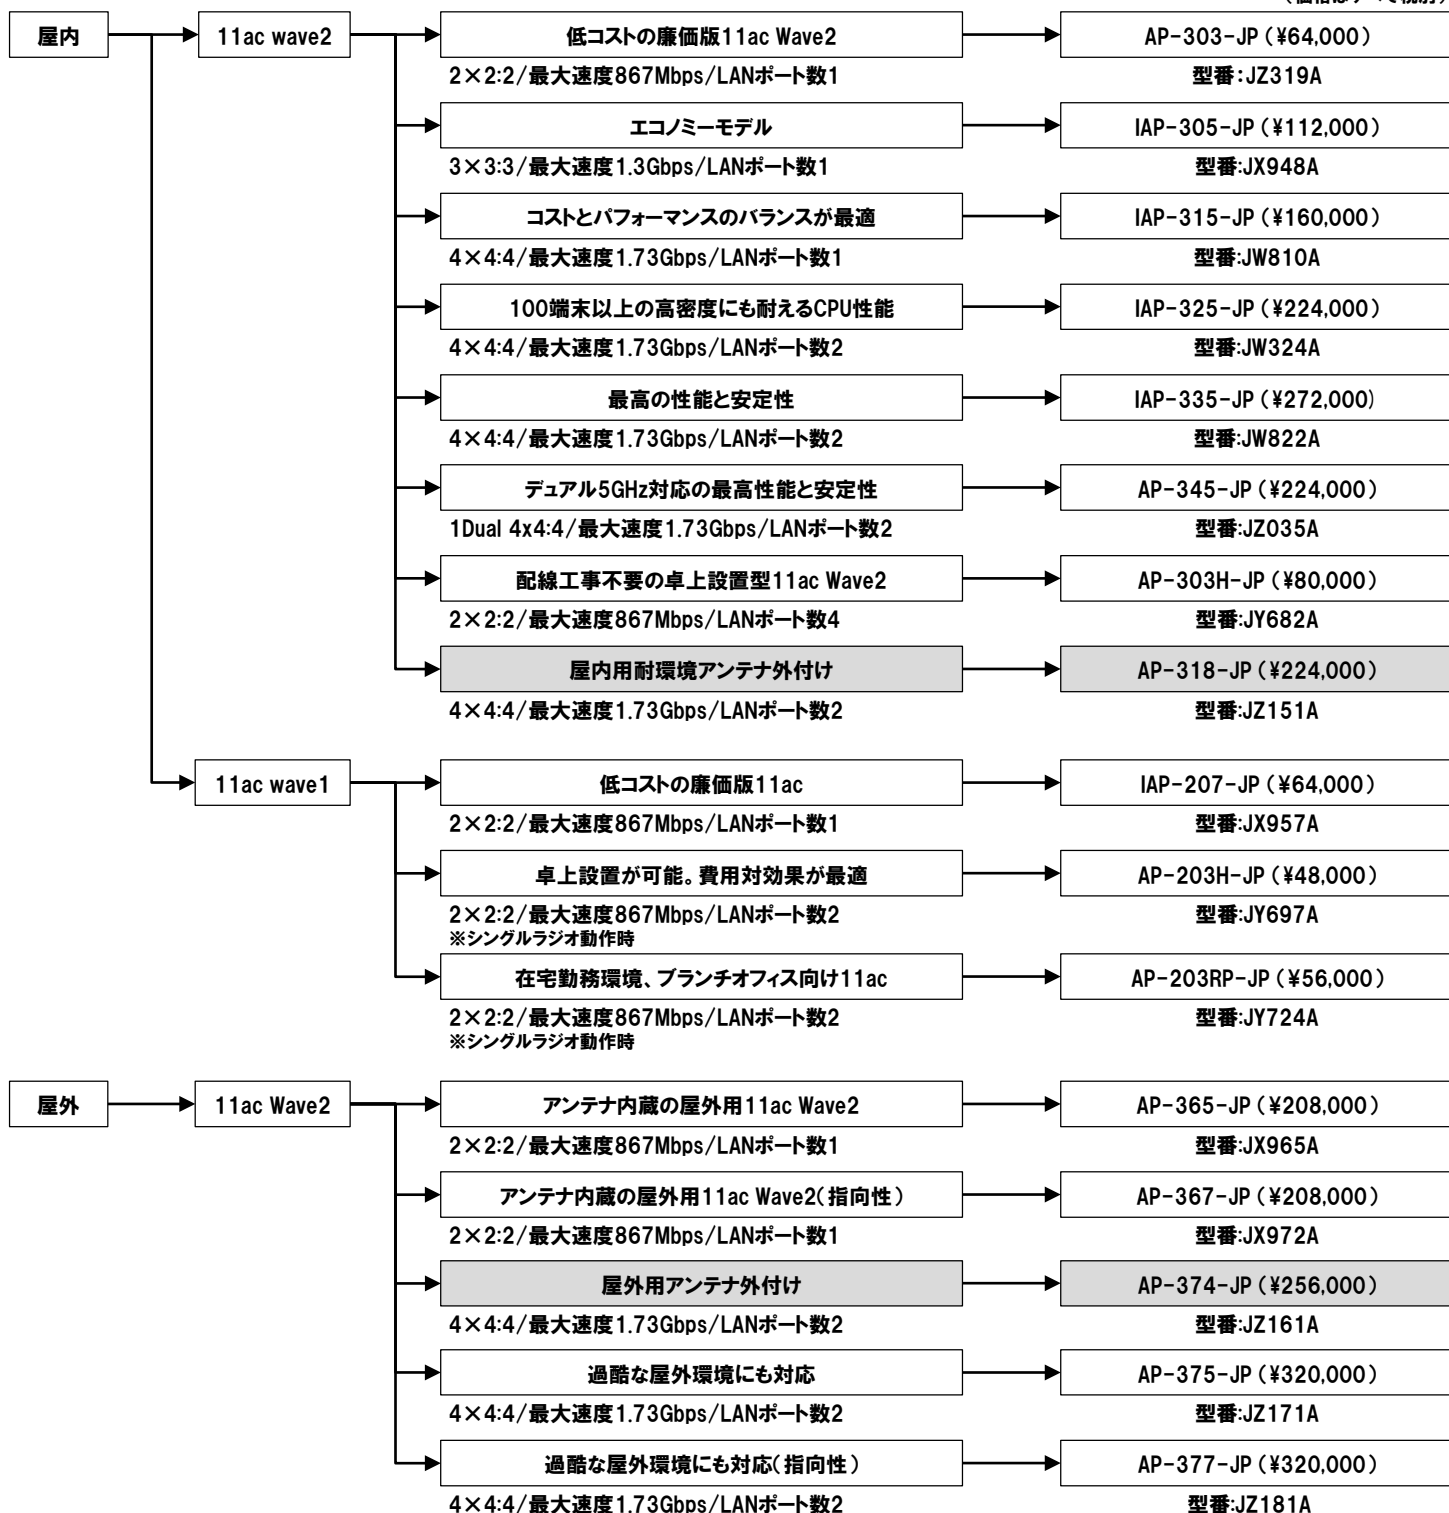 屋内
11ac wave2
低コストの廉価版11ac Wave2
AP-303-JP (¥64,000)
2×2:2/最大速度867Mbps/LANポート数1
型番:JZ319A
エコノミーモデル
IAP-305-JP (¥112,000)
3×3:3/最大速度1.3Gbps/LANポート数1
型番:JX948A
コストとパフォーマンスのバランスが最適
IAP-315-JP (¥160,000)
4×4:4/最大速度1.73Gbps/LANポート数1
型番:JW810A
100端末以上の高密度にも耐えるCPU性能
IAP-325-JP (¥224,000)
4×4:4/最大速度1.73Gbps/LANポート数2
型番:JW324A
最高の性能と安定性
IAP-335-JP (¥272,000)
4×4:4/最大速度1.73Gbps/LANポート数2
型番:JW822A
デュアル5GHz対応の最高性能と安定性
AP-345-JP (¥224,000)
1Dual 4x4:4/最大速度1.73Gbps/LANポート数2
型番:JZ035A
配線工事不要の卓上設置型11ac Wave2
AP-303H-JP (¥80,000)
2×2:2/最大速度867Mbps/LANポート数4
型番:JY682A
屋内用耐環境アンテナ外付け
AP-318-JP (¥224,000)
4×4:4/最大速度1.73Gbps/LANポート数2
型番:JZ151A
11ac wave1
低コストの廉価版11ac
IAP-207-JP (¥64,000)
2×2:2/最大速度867Mbps/LANポート数1
型番:JX957A
卓上設置が可能。費用対効果が最適
AP-203H-JP (¥48,000)
2×2:2/最大速度867Mbps/LANポート数2
型番:JY697A
※シングルラジオ動作時
在宅勤務環境、ブランチオフィス向け11ac
AP-203RP-JP (¥56,000)
2×2:2/最大速度867Mbps/LANポート数2
型番:JY724A
※シングルラジオ動作時
屋外
11ac Wave2
アンテナ内蔵の屋外用11ac Wave2
AP-365-JP (¥208,000)
2×2:2/最大速度867Mbps/LANポート数1
型番:JX965A
アンテナ内蔵の屋外用11ac Wave2(指向性)
AP-367-JP (¥208,000)
2×2:2/最大速度867Mbps/LANポート数1
型番:JX972A
屋外用アンテナ外付け
AP-374-JP (¥256,000)
4×4:4/最大速度1.73Gbps/LANポート数2
型番:JZ161A
過酷な屋外環境にも対応
AP-375-JP (¥320,000)
4×4:4/最大速度1.73Gbps/LANポート数2
型番:JZ171A
過酷な屋外環境にも対応(指向性)
AP-377-JP (¥320,000)
4×4:4/最大速度1.73Gbps/LANポート数2
型番:JZ181A